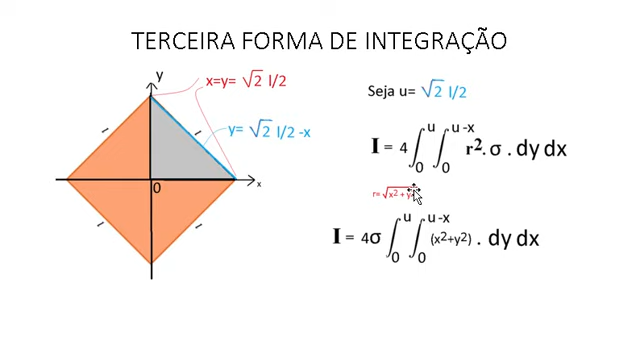 TERCEIRA FORMA DE INTEGRAÇÃO
y
x=y= √2 l/2
Seja u= √2 l/2
y= √2 l/2 -x
l
l
0
x
l
l
I = 4 ∫₀ᵘ ∫₀ᵘ⁻ˣ r². σ . dy dx
r= √x² + y²
I = 4σ ∫₀ᵘ ∫₀ᵘ⁻ˣ (x²+y²) . dy dx